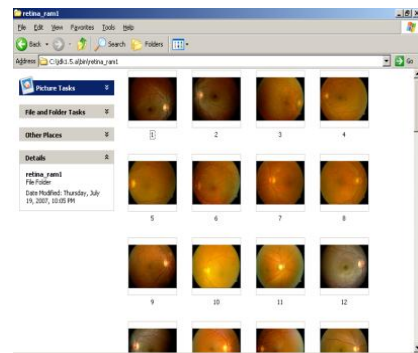 retina_ram1
File Edit View Favorites Tools Help
Back Search Folders
Address C:\jdk1.5.a\bin\retina_ram1 Go
Picture Tasks
File and Folder Tasks
Other Places
Details
retina_ram1
File Folder
Date Modified: Thursday, July
19, 2007, 10:05 PM
1 2 3 4
5 6 7 8
9 10 11 12